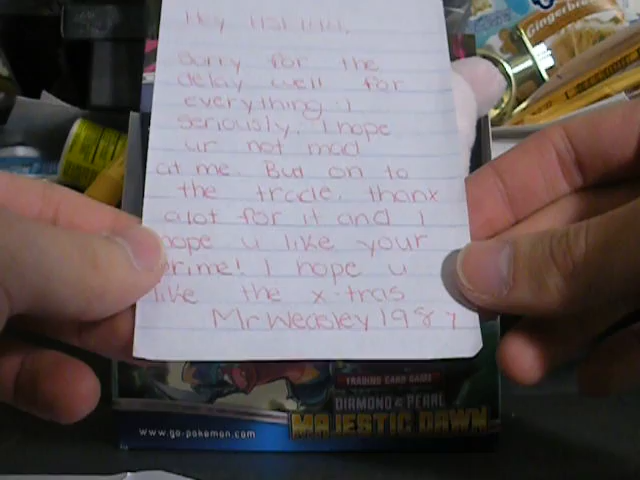 Hey
Sorry for the
delay well for
everything I
seriously. I hope
ur not mad
at me. But on to
the trade. thanx
alot for it and I
hope u like your
prime! I hope u
like the x-tras
MrWeasley1987
TRADING CARD GAME
DIAMOND & PEARL
MAJESTIC DAWN
www.go-pokemon.com
Gingerbre